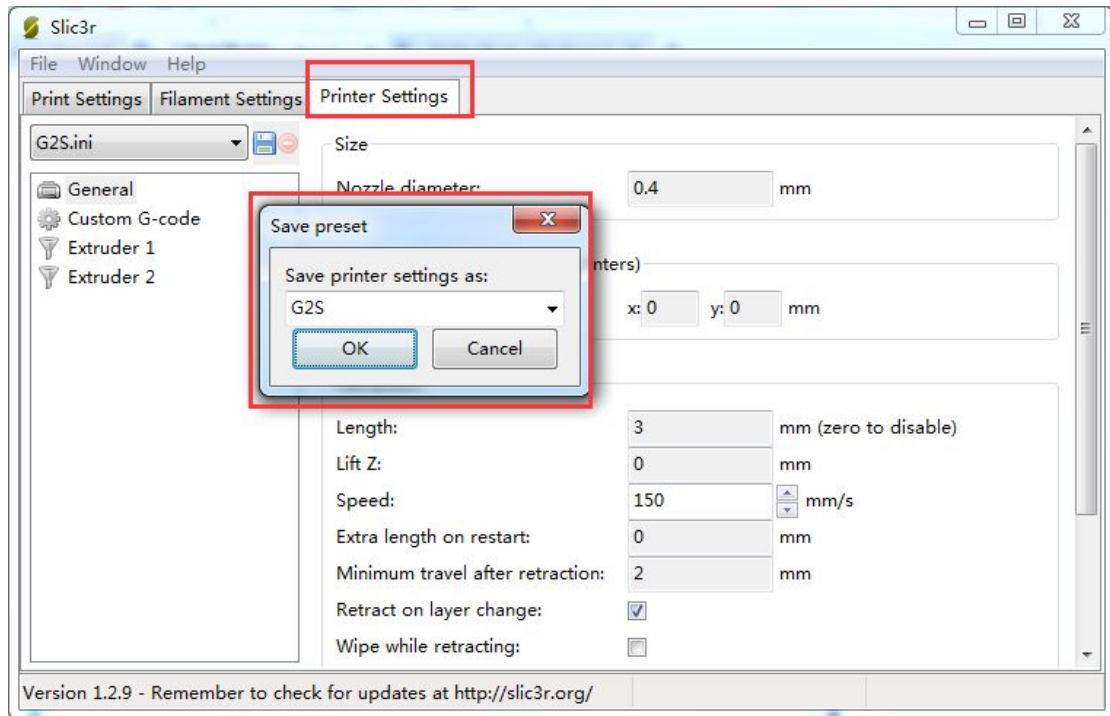 Slic3r
File Window Help
Print Settings Filament Settings Printer Settings
G2S.ini
General
Custom G-code
Extruder 1
Extruder 2
Size
Nozzle diameter: 0.4 mm
Save preset
Save printer settings as:
G2S
OK Cancel
nters)
x: 0 y: 0 mm
Length: 3 mm (zero to disable)
Lift Z: 0 mm
Speed: 150 mm/s
Extra length on restart: 0 mm
Minimum travel after retraction: 2 mm
Retract on layer change:
Wipe while retracting:
Version 1.2.9 - Remember to check for updates at http://slic3r.org/